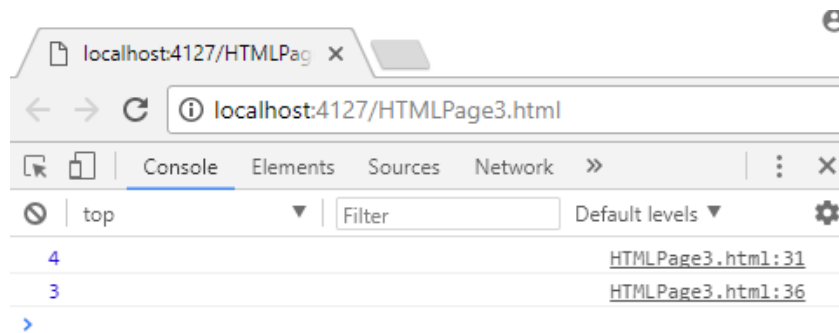 localhost:4127/HTMLPag
localhost:4127/HTMLPage3.html
Console Elements Sources Network »
top Filter Default levels
4 HTMLPage3.html:31
3 HTMLPage3.html:36